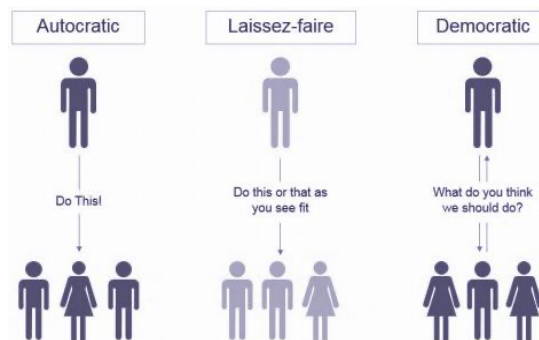 Autocratic
Laissez-faire
Democratic
Do This!
Do this or that as
you see fit
What do you think
we should do?